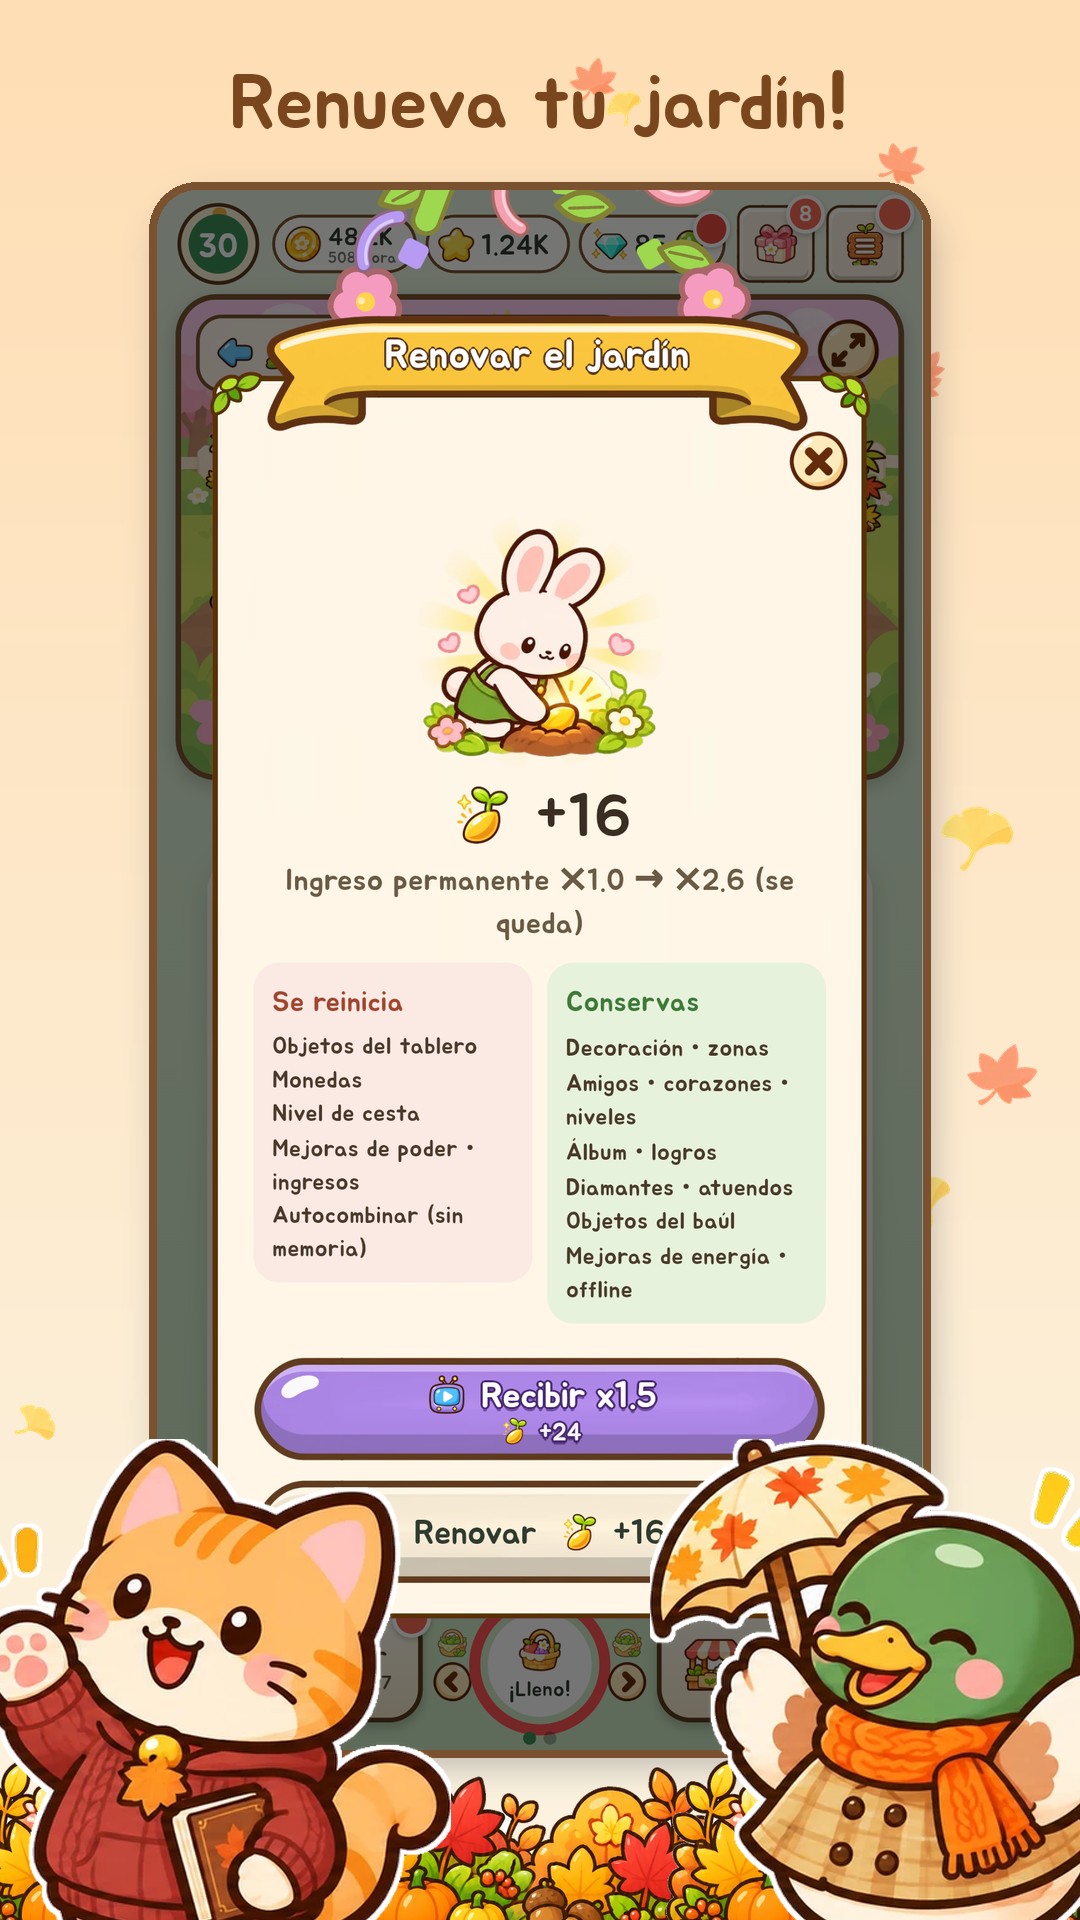 Renueva tu jardín!
30
1.24K
8
Renovar el jardín
+16
Ingreso permanente ×1.0 → ×2.6 (se
queda)
Se reinicia
Objetos del tablero
Monedas
Nivel de cesta
Mejoras de poder •
ingresos
Autocombinar (sin
memoria)
Conservas
Decoración • zonas
Amigos • corazones •
niveles
Álbum • logros
Diamantes • atuendos
Objetos del baúl
Mejoras de energía •
offline
Recibir x1.5
+24
Renovar +16
¡Lleno!